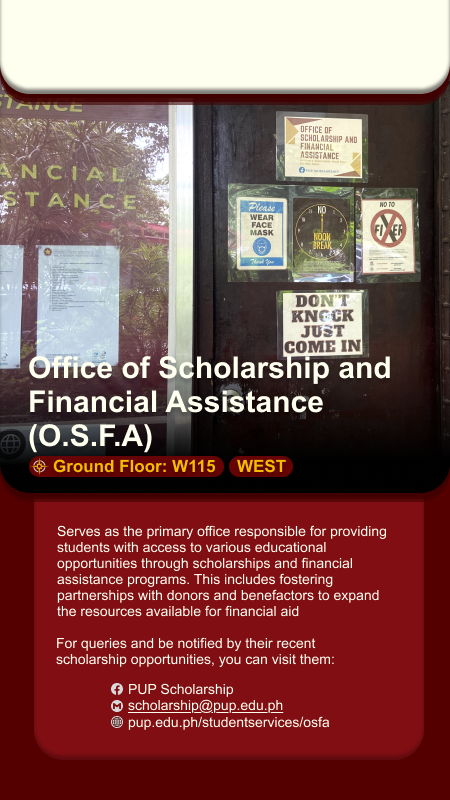 STANCE
ANCIAL
STANCE
OFFICE OF
SCHOLARSHIP AND
FINANCIAL
ASSISTANCE
Please
WEAR
FACE
MASK
Thank You
NO
NOON
BREAK
NO TO
FIXER
DON'T
KNOCK
JUST
COME IN
Office of Scholarship and
Financial Assistance
(O.S.F.A)
Ground Floor: W115 WEST
Serves as the primary office responsible for providing
students with access to various educational
opportunities through scholarships and financial
assistance programs. This includes fostering
partnerships with donors and benefactors to expand
the resources available for financial aid
For queries and be notified by their recent
scholarship opportunities, you can visit them:
PUP Scholarship
scholarship@pup.edu.ph
pup.edu.ph/studentservices/osfa